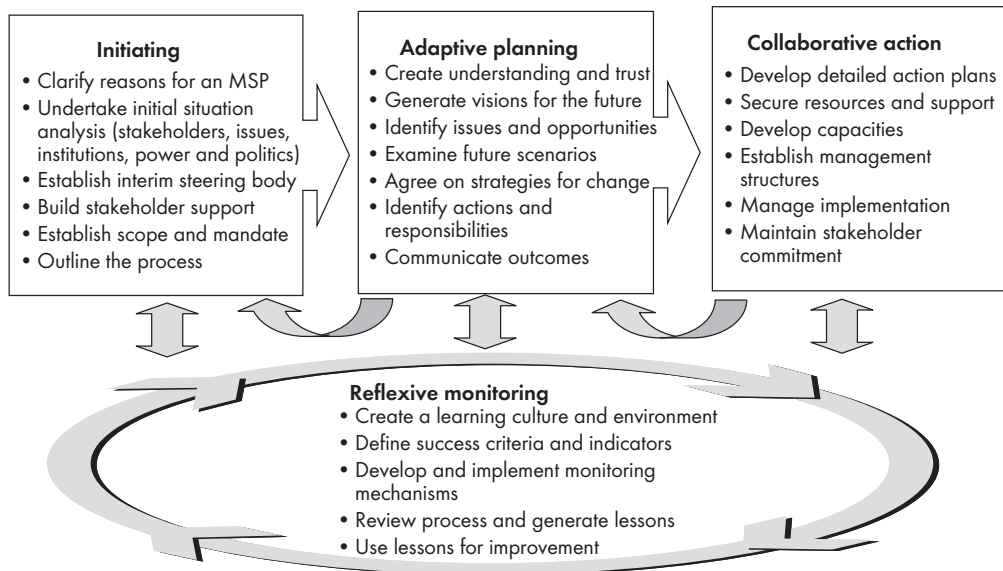 Initiating
• Clarify reasons for an MSP
• Undertake initial situation
analysis (stakeholders, issues,
institutions, power and politics)
• Establish interim steering body
• Build stakeholder support
• Establish scope and mandate
• Outline the process
Adaptive planning
• Create understanding and trust
• Generate visions for the future
• Identify issues and opportunities
• Examine future scenarios
• Agree on strategies for change
• Identify actions and
responsibilities
• Communicate outcomes
Collaborative action
• Develop detailed action plans
• Secure resources and support
• Develop capacities
• Establish management
structures
• Manage implementation
• Maintain stakeholder
commitment
Reflexive monitoring
• Create a learning culture and environment
• Define success criteria and indicators
• Develop and implement monitoring
mechanisms
• Review process and generate lessons
• Use lessons for improvement